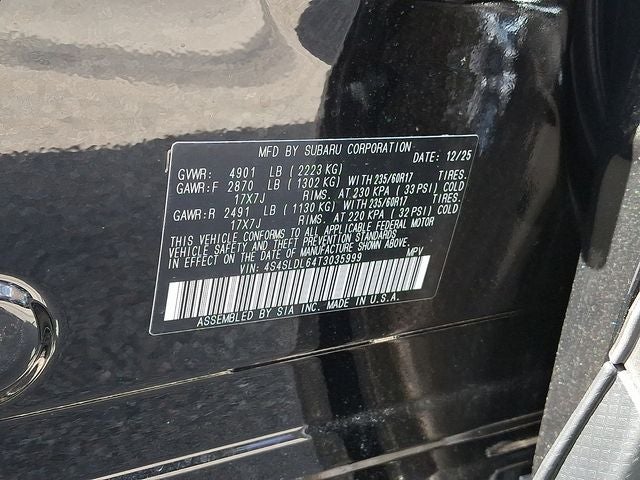 MFD BY SUBARU CORPORATION
DATE: 12/25
GVWR: 4901 LB ( 2223 KG)
GAWR:F 2870 LB ( 1302 KG) WITH 235/60R17 TIRES.
17X7J RIMS. AT 230 KPA ( 33 PSI) COLD
GAWR:R 2491 LB ( 1130 KG) WITH 235/60R17 TIRES.
17X7J RIMS. AT 220 KPA ( 32 PSI) COLD
THIS VEHICLE CONFORMS TO ALL APPLICABLE FEDERAL MOTOR
VEHICLE SAFETY AND THEFT PREVENTION STANDARDS
IN EFFECT ON THE DATE OF MANUFACTURE SHOWN ABOVE.
VIN: 4S4SLDL64T3035999 MPV
ASSEMBLED BY SIA INC. MADE IN U.S.A.